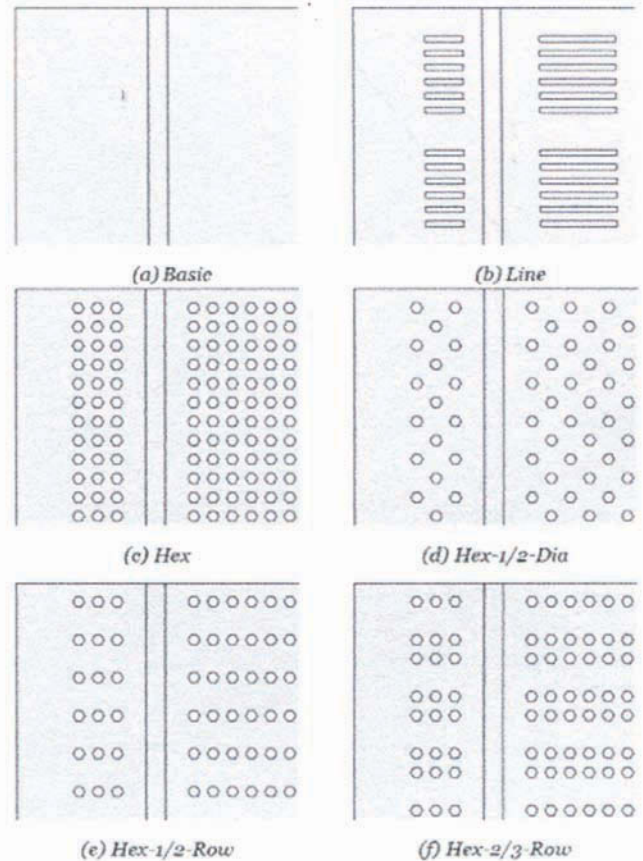 (a) Basic
(b) Line
(c) Hex
(d) Hex-1/2-Dia
(e) Hex-1/2-Row
(f) Hex-2/3-Row